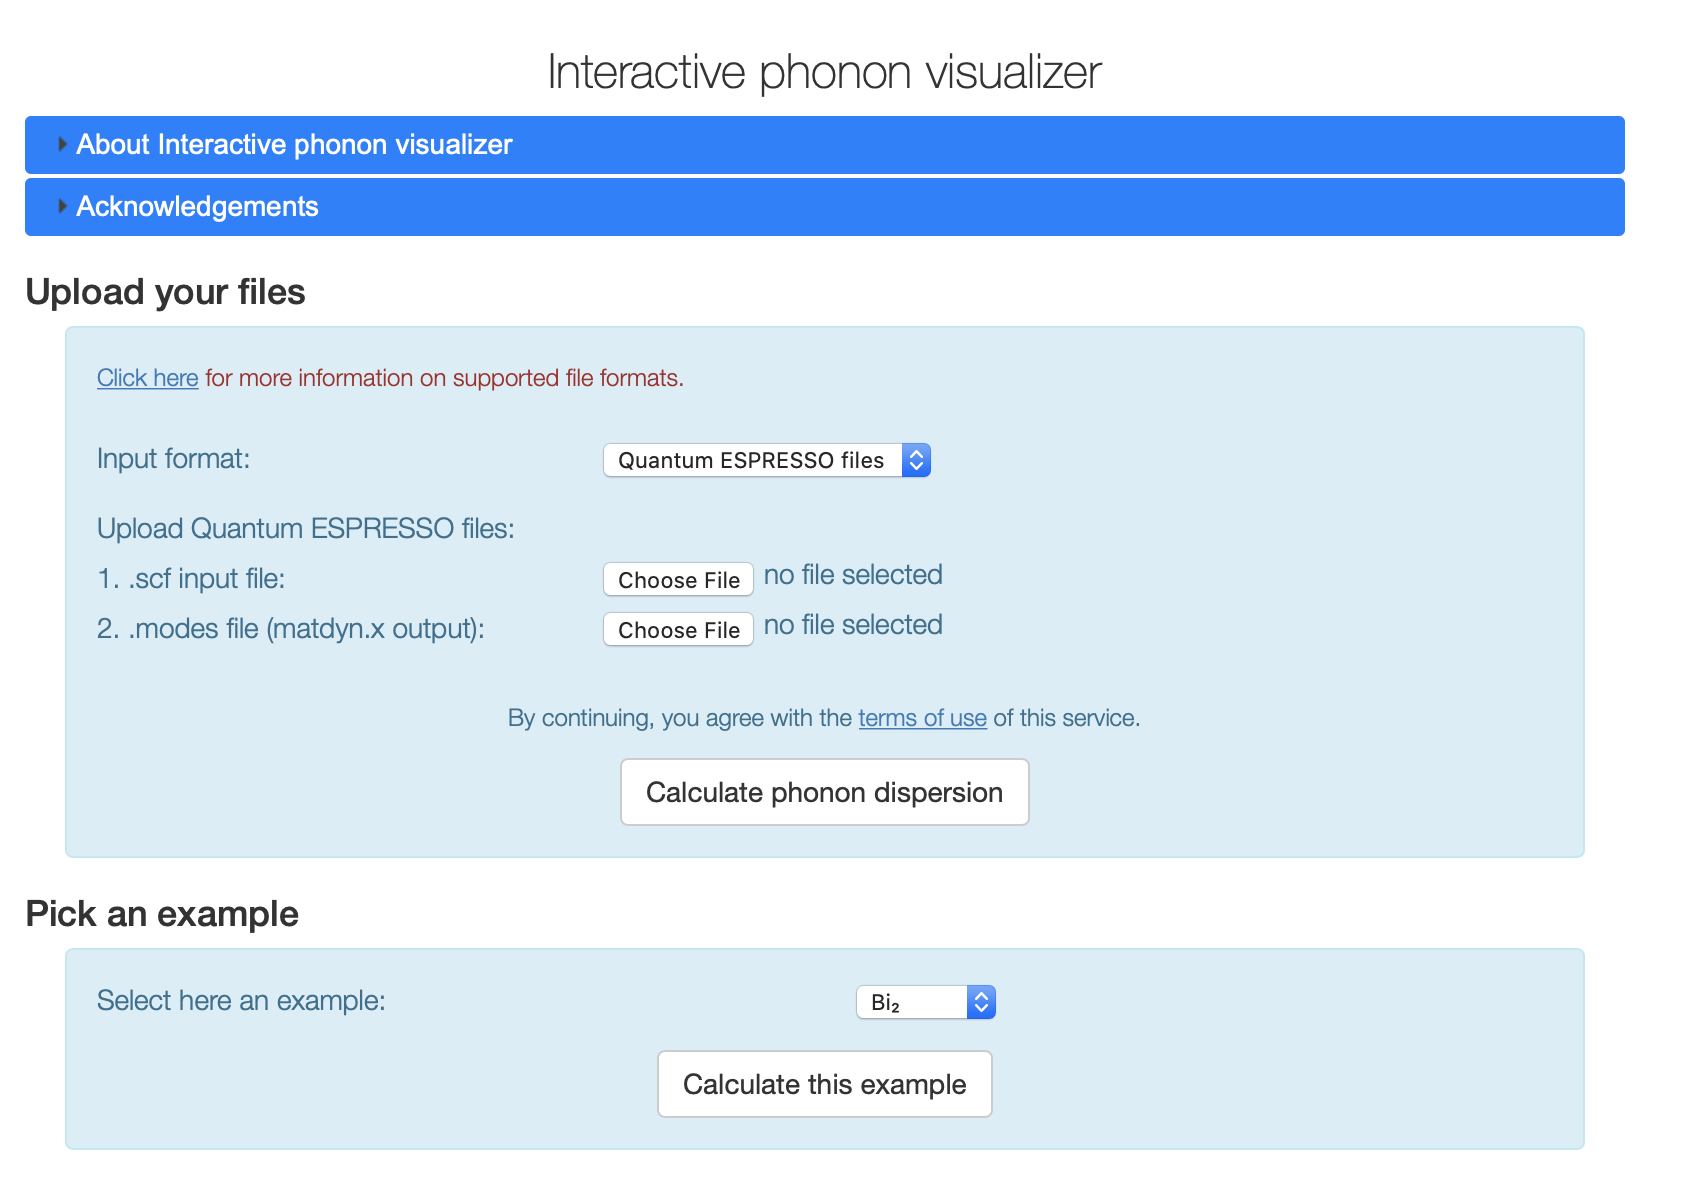 Interactive phonon visualizer
About Interactive phonon visualizer
Acknowledgements
Upload your files
Click here for more information on supported file formats.
Input format: Quantum ESPRESSO files
Upload Quantum ESPRESSO files:
1. .scf input file: Choose File no file selected
2. .modes file (matdyn.x output): Choose File no file selected
By continuing, you agree with the terms of use of this service.
Calculate phonon dispersion
Pick an example
Select here an example: Bi₂
Calculate this example